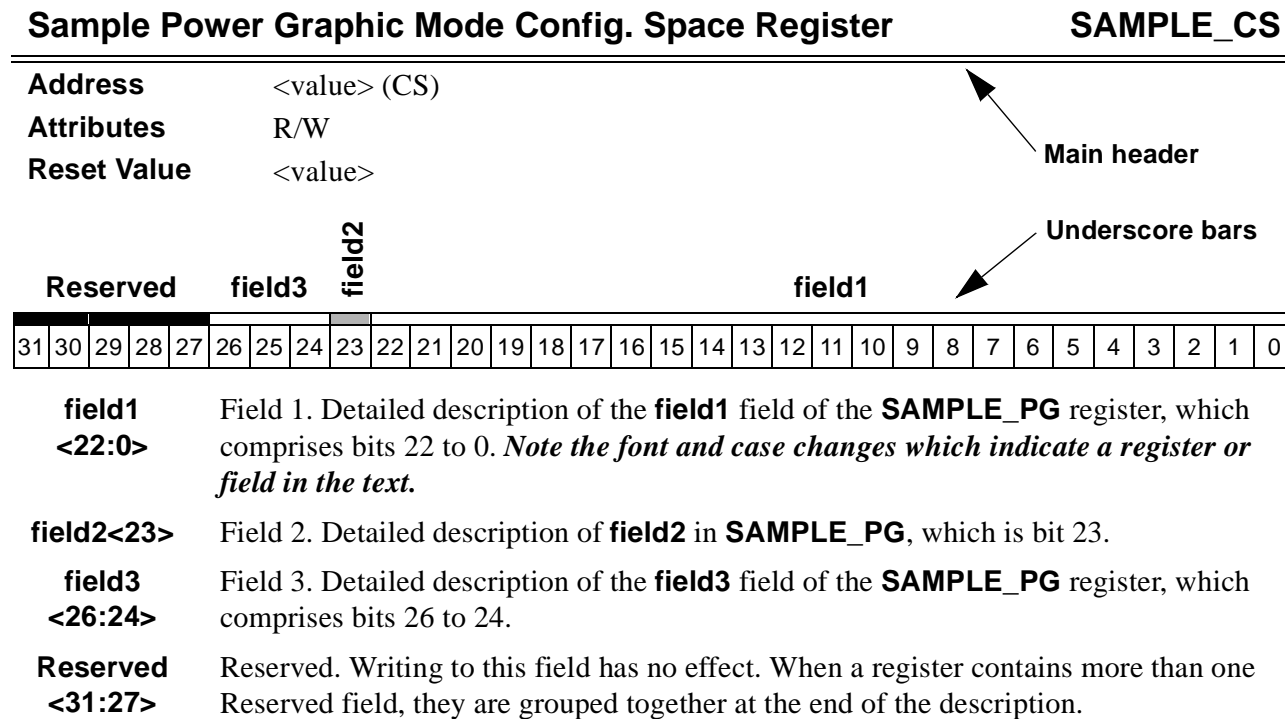 Sample Power Graphic Mode Config. Space Register SAMPLE_CS
Address <value> (CS)
Attributes R/W
Reset Value <value>
Main header
Underscore bars
Reserved field3 field2 field1
31 30 29 28 27 26 25 24 23 22 21 20 19 18 17 16 15 14 13 12 11 10 9 8 7 6 5 4 3 2 1 0
field1 Field 1. Detailed description of the field1 field of the SAMPLE_PG register, which
<22:0> comprises bits 22 to 0. Note the font and case changes which indicate a register or
field in the text.
field2<23> Field 2. Detailed description of field2 in SAMPLE_PG, which is bit 23.
field3 Field 3. Detailed description of the field3 field of the SAMPLE_PG register, which
<26:24> comprises bits 26 to 24.
Reserved Reserved. Writing to this field has no effect. When a register contains more than one
<31:27> Reserved field, they are grouped together at the end of the description.